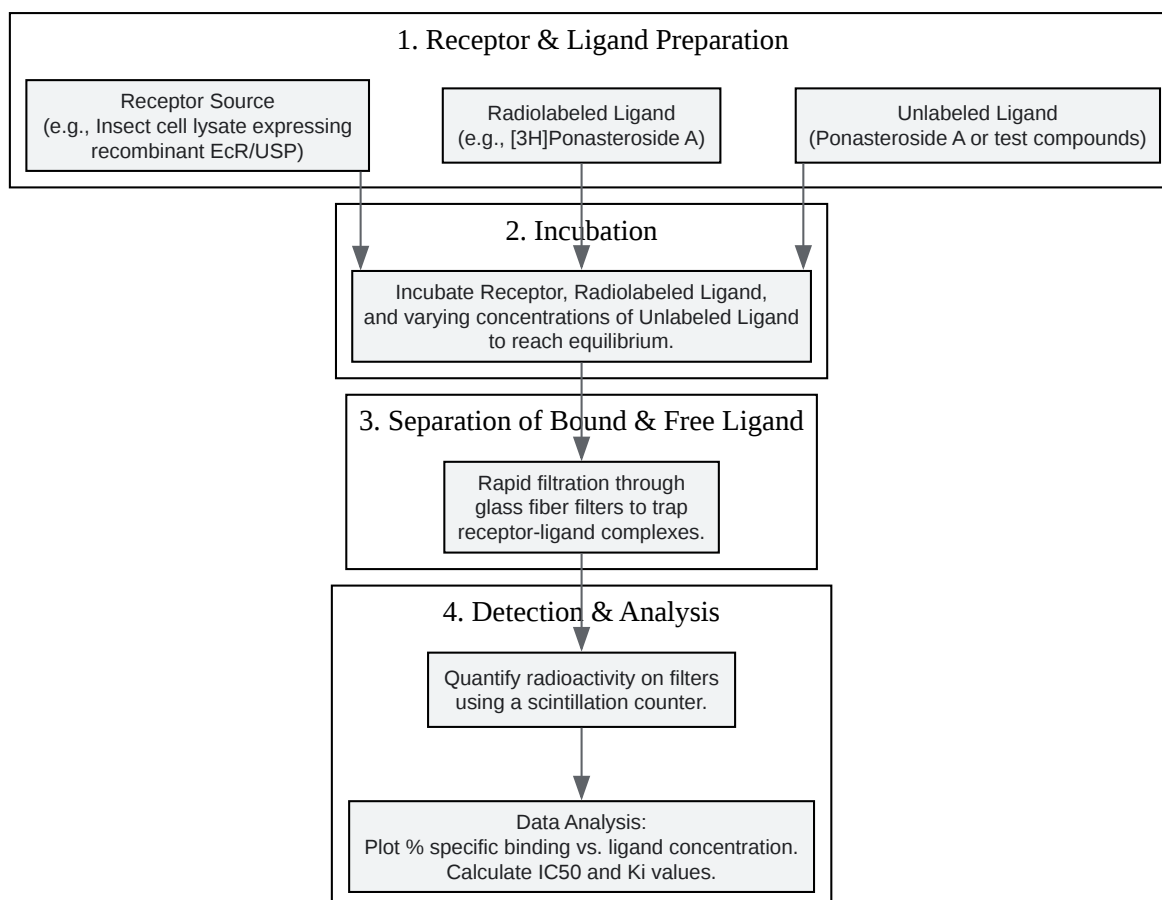 1. Receptor & Ligand Preparation
Receptor Source
(e.g., Insect cell lysate expressing
recombinant EcR/USP)
Radiolabeled Ligand
(e.g., [3H]Ponasteroside A)
Unlabeled Ligand
(Ponasteroside A or test compounds)
2. Incubation
Incubate Receptor, Radiolabeled Ligand,
and varying concentrations of Unlabeled Ligand
to reach equilibrium.
3. Separation of Bound & Free Ligand
Rapid filtration through
glass fiber filters to trap
receptor-ligand complexes.
4. Detection & Analysis
Quantify radioactivity on filters
using a scintillation counter.
Data Analysis:
Plot % specific binding vs. ligand concentration.
Calculate IC50 and Ki values.